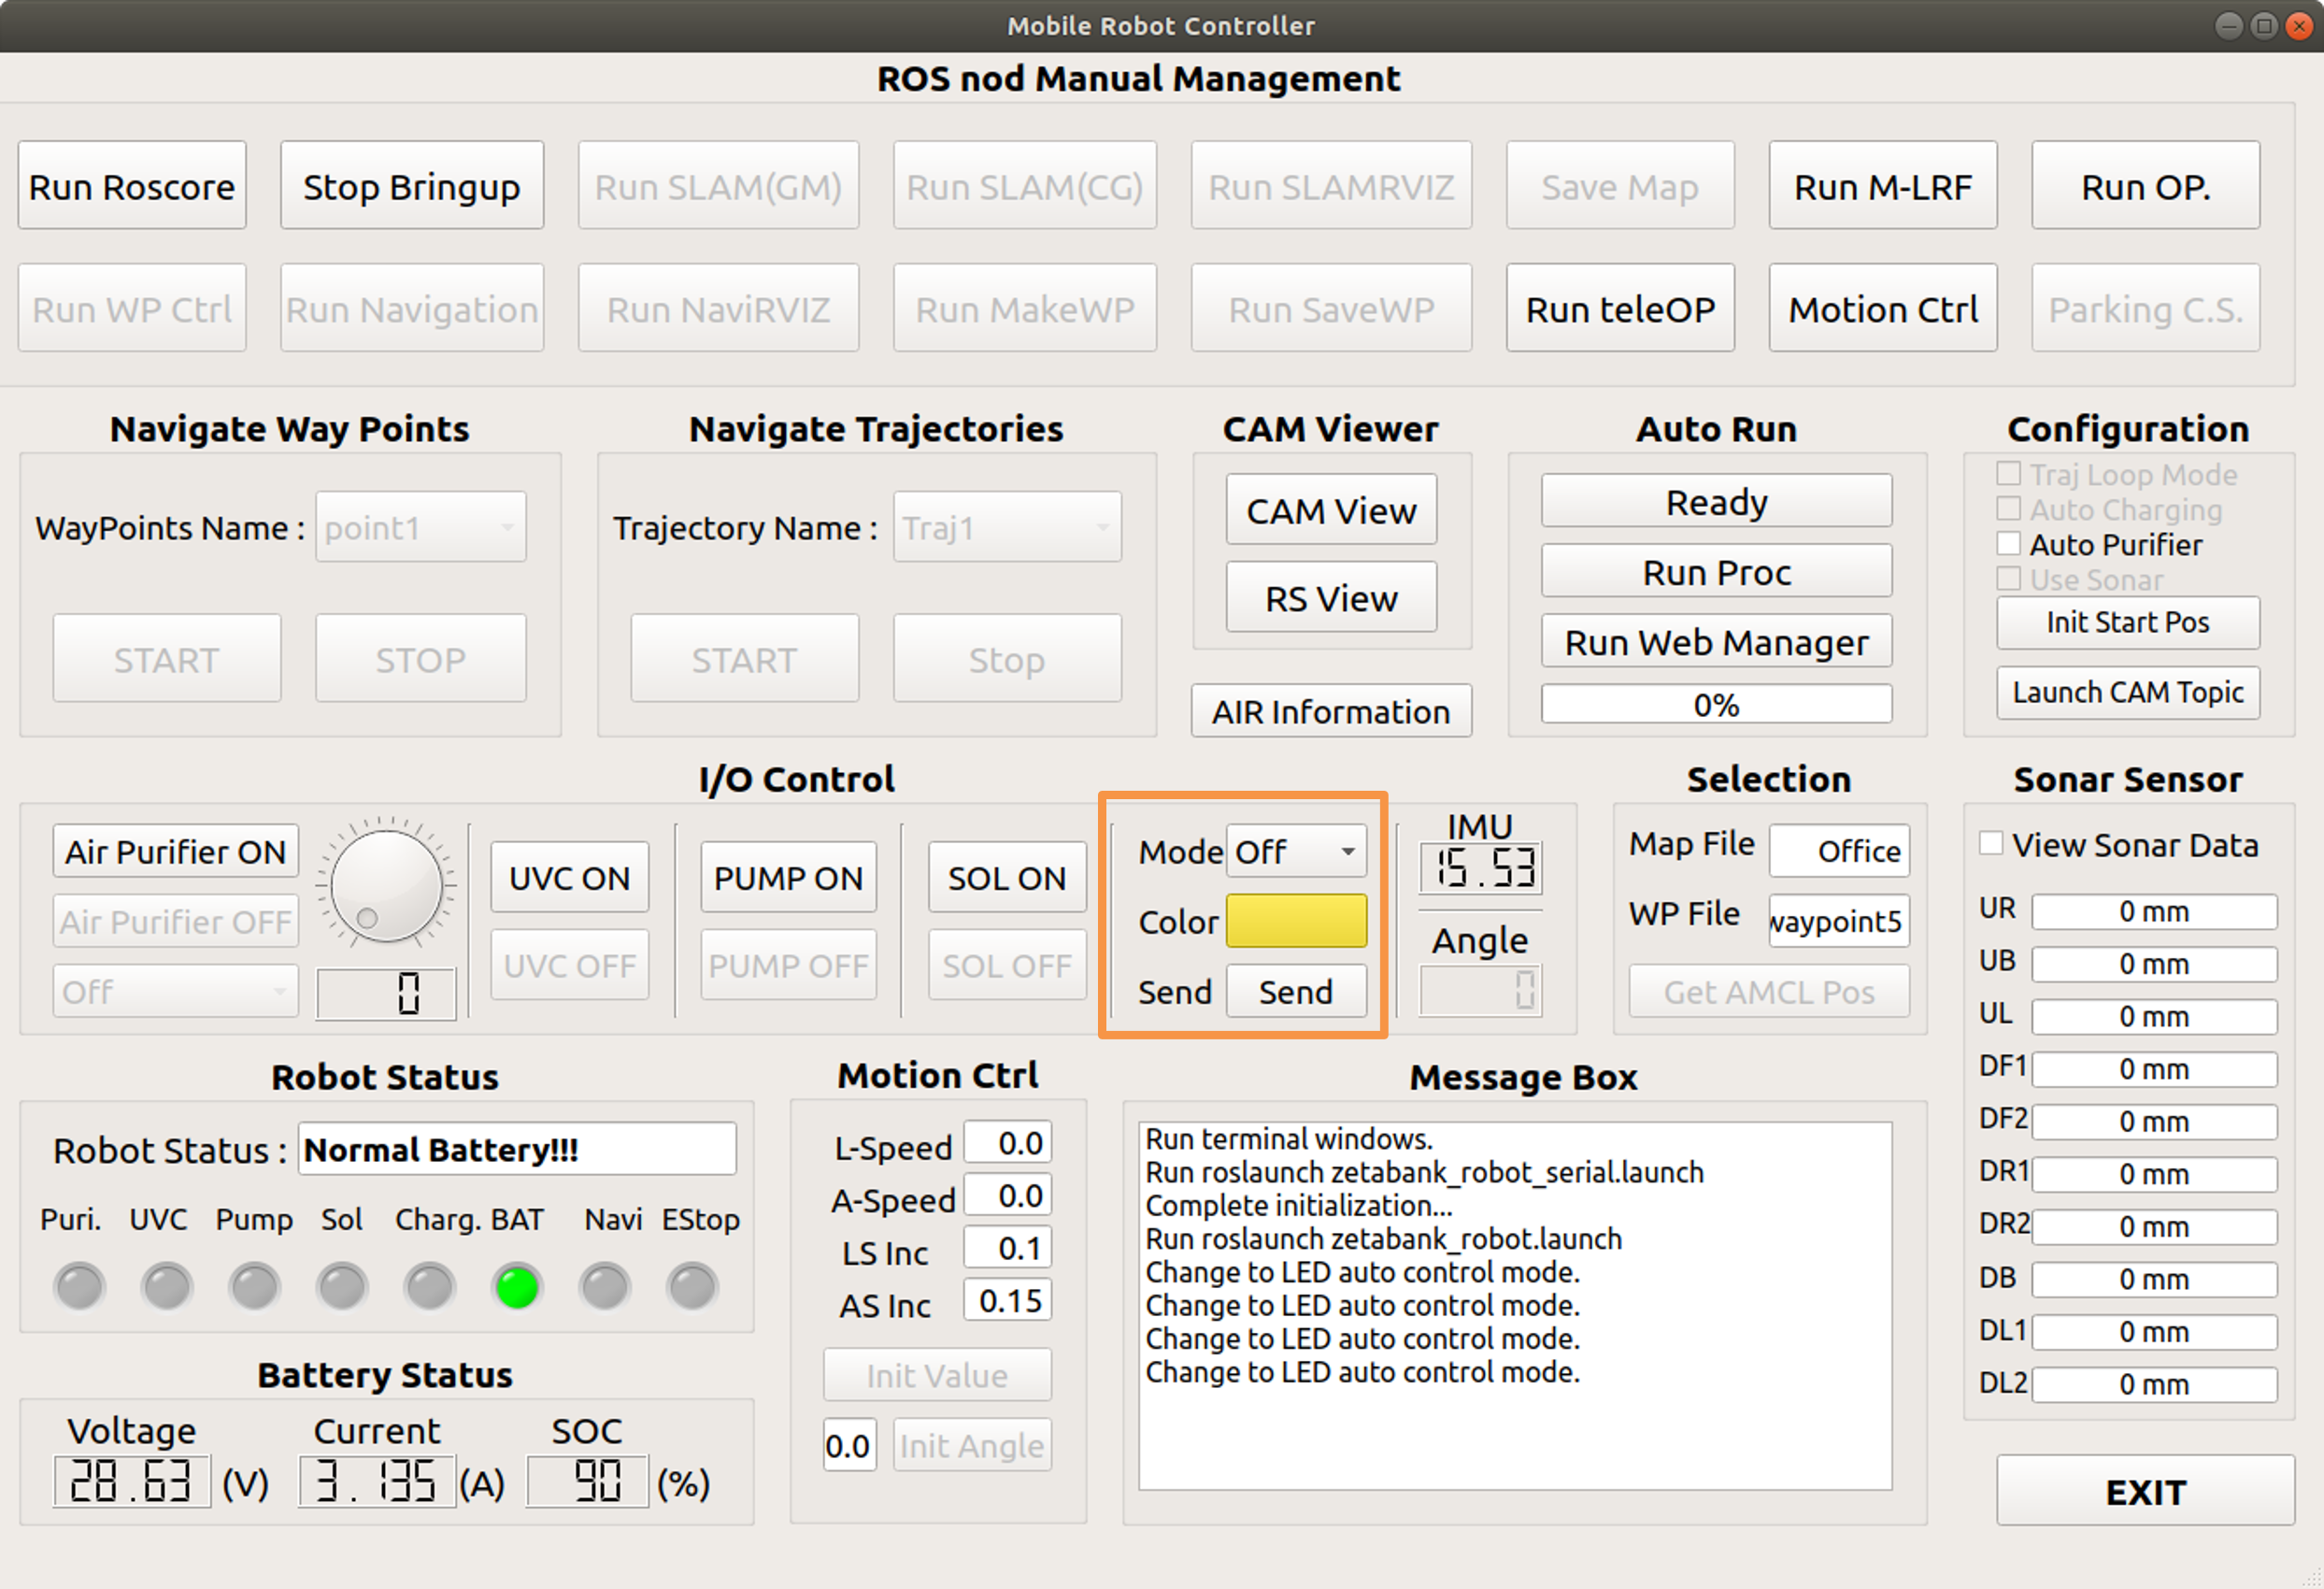 Mobile Robot Controller
ROS nod Manual Management
Run Roscore Stop Bringup Run SLAM(GM) Run SLAM(CG) Run SLAMRVIZ Save Map Run M-LRF Run OP.
Run WP Ctrl Run Navigation Run NaviRVIZ Run MakeWP Run SaveWP Run teleOP Motion Ctrl Parking C.S.
Navigate Way Points
WayPoints Name : point1
START STOP
Navigate Trajectories
Trajectory Name : Traj1
START Stop
CAM Viewer
CAM View
RS View
AIR Information
Auto Run
Ready
Run Proc
Run Web Manager
0%
Configuration
Traj Loop Mode
Auto Charging
Auto Purifier
Use Sonar
Init Start Pos
Launch CAM Topic
I/O Control
Air Purifier ON
Air Purifier OFF
Off
0
UVC ON
UVC OFF
PUMP ON
PUMP OFF
SOL ON
SOL OFF
Mode Off
Color
Send Send
IMU
15.53
Angle
0
Selection
Map File Office
WP File waypoint5
Get AMCL Pos
Sonar Sensor
View Sonar Data
UR 0 mm
UB 0 mm
UL 0 mm
DF1 0 mm
DF2 0 mm
DR1 0 mm
DR2 0 mm
DB 0 mm
DL1 0 mm
DL2 0 mm
Robot Status
Robot Status : Normal Battery!!!
Puri. UVC Pump Sol Charg. BAT Navi EStop
Battery Status
Voltage Current SOC
28.63 (V) 3.135 (A) 90 (%)
Motion Ctrl
L-Speed 0.0
A-Speed 0.0
LS Inc 0.1
AS Inc 0.15
Init Value
0.0 Init Angle
Message Box
Run terminal windows.
Run roslaunch zetabank_robot_serial.launch
Complete initialization...
Run roslaunch zetabank_robot.launch
Change to LED auto control mode.
Change to LED auto control mode.
Change to LED auto control mode.
Change to LED auto control mode.
EXIT